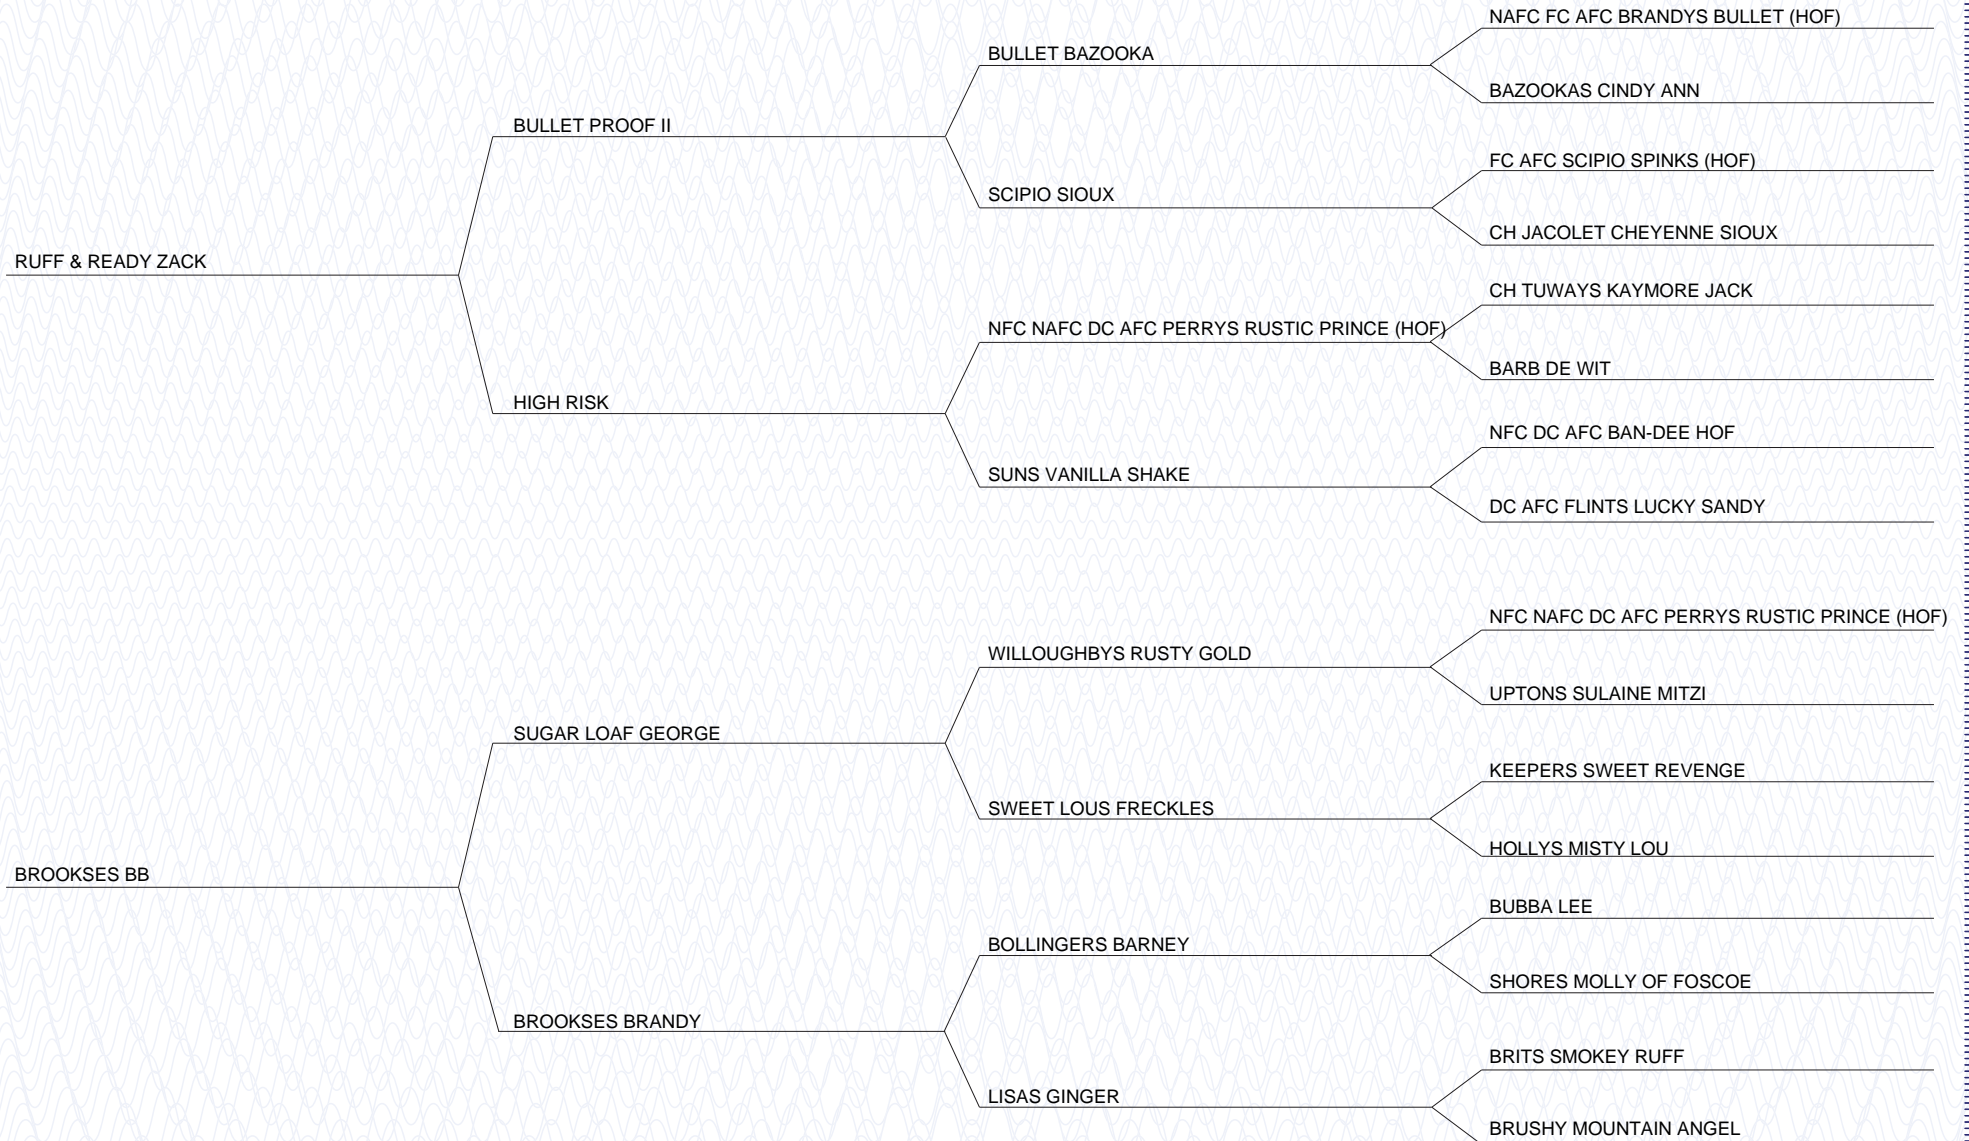 NAFC FC AFC BRANDYS BULLET (HOF)
BULLET BAZOOKA
BAZOOKAS CINDY ANN
BULLET PROOF II
FC AFC SCIPIO SPINKS (HOF)
SCIPIO SIOUX
CH JACOLET CHEYENNE SIOUX
RUFF & READY ZACK
CH TUWAYS KAYMORE JACK
NFC NAFC DC AFC PERRYS RUSTIC PRINCE (HOF)
BARB DE WIT
HIGH RISK
NFC DC AFC BAN-DEE HOF
SUNS VANILLA SHAKE
DC AFC FLINTS LUCKY SANDY
NFC NAFC DC AFC PERRYS RUSTIC PRINCE (HOF)
WILLOUGHBYS RUSTY GOLD
UPTONS SULAINE MITZI
SUGAR LOAF GEORGE
KEEPERS SWEET REVENGE
SWEET LOUS FRECKLES
HOLLYS MISTY LOU
BROOKSES BB
BUBBA LEE
BOLLINGERS BARNEY
SHORES MOLLY OF FOSCOE
BROOKSES BRANDY
BRITS SMOKEY RUFF
LISAS GINGER
BRUSHY MOUNTAIN ANGEL